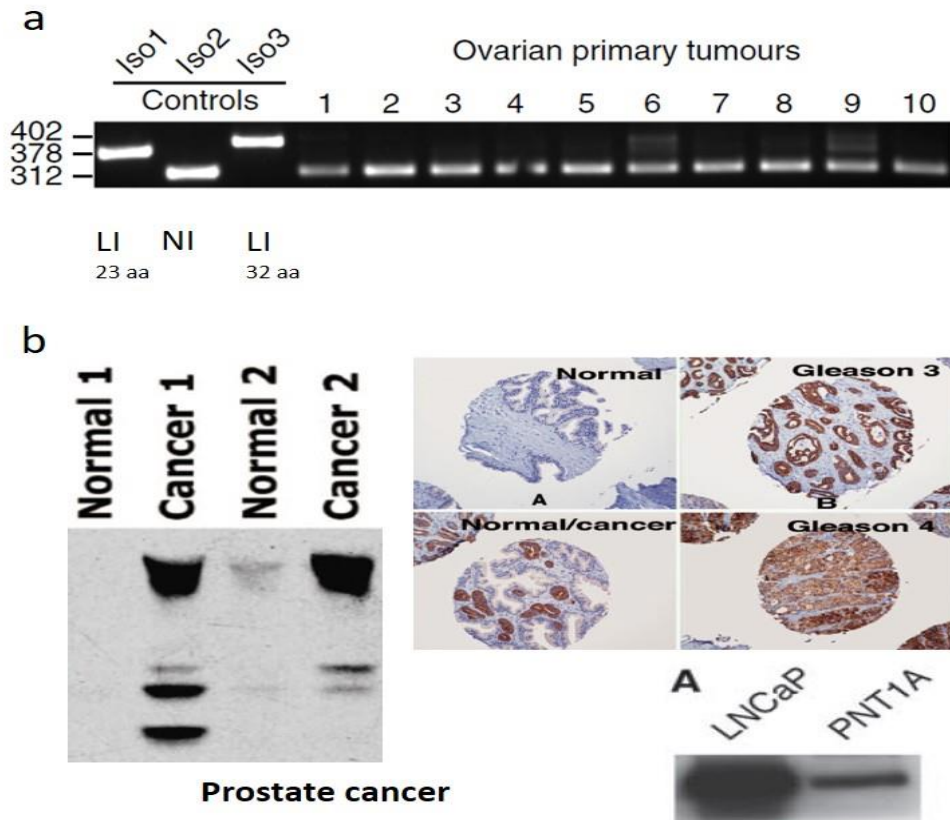 a
Iso1 Iso2 Iso3
Controls
Ovarian primary tumours
1 2 3 4 5 6 7 8 9 10
402
378
312
LI NI LI
23 aa 32 aa
b
Normal 1
Cancer 1
Normal 2
Cancer 2
Normal
A
Gleason 3
B
Normal/cancer
Gleason 4
A
LNCaP PNT1A
Prostate cancer